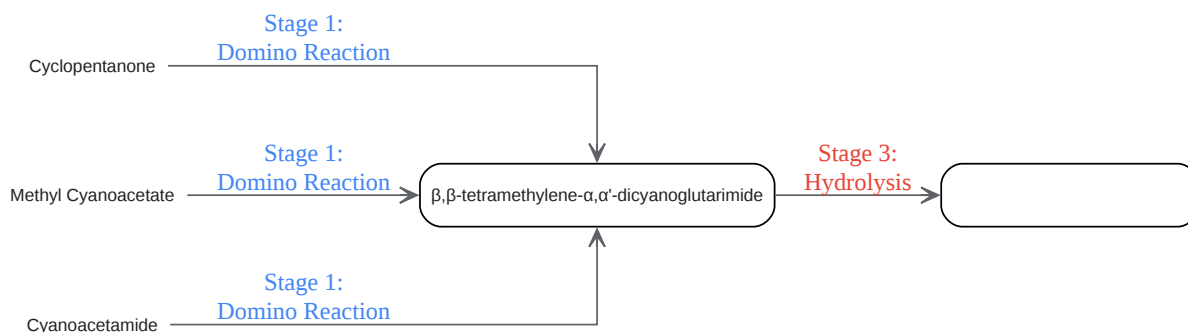 Stage 1:
Domino Reaction
Cyclopentanone
Stage 1:
Domino Reaction
Stage 3:
Hydrolysis
Methyl Cyanoacetate
β,β-tetramethylene-α,α'-dicyanoglutarimide
Stage 1:
Domino Reaction
Cyanoacetamide